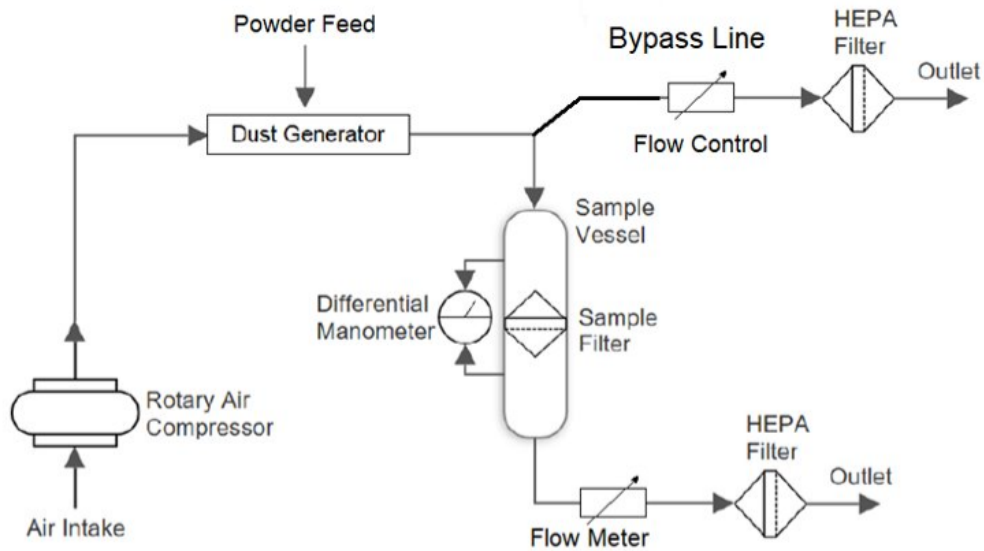 Powder Feed
Bypass Line
HEPA
Filter
Outlet
Dust Generator
Flow Control
Sample
Vessel
Differential
Manometer
Sample
Filter
Rotary Air
Compressor
HEPA
Filter
Outlet
Air Intake
Flow Meter